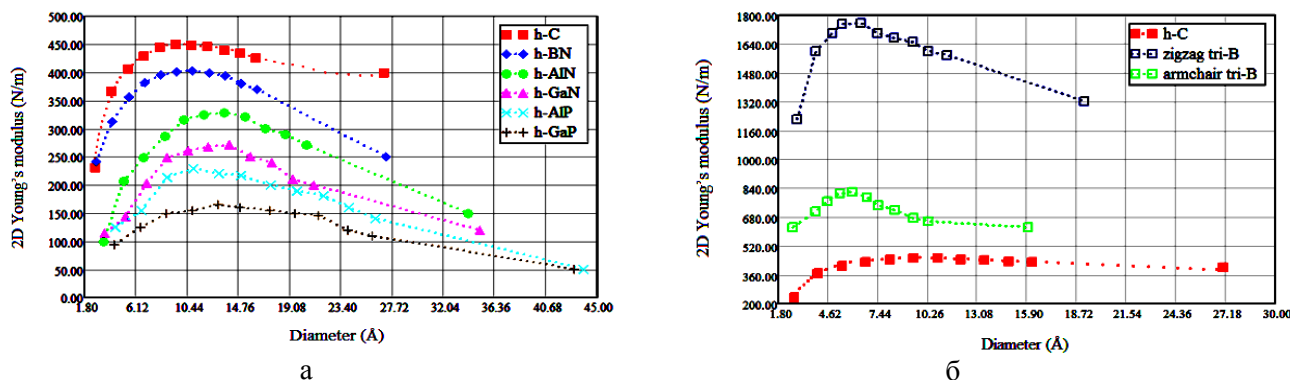 500.00
450.00
400.00
350.00
300.00
250.00
200.00
150.00
100.00
50.00
0.00
2D Young's modulus (N/m)
h-C
h-BN
h-AlN
h-GaN
h-AlP
h-GaP
1.80 6.12 10.44 14.76 19.08 23.40 27.72 32.04 36.36 40.68 45.00
Diameter (Å)
а
1800.00
1640.00
1480.00
1320.00
1160.00
1000.00
840.00
680.00
520.00
360.00
200.00
2D Young's modulus (N/m)
h-C
zigzag tri-B
armchair tri-B
1.80 4.62 7.44 10.26 13.08 15.90 18.72 21.54 24.36 27.18 30.00
Diameter (Å)
б